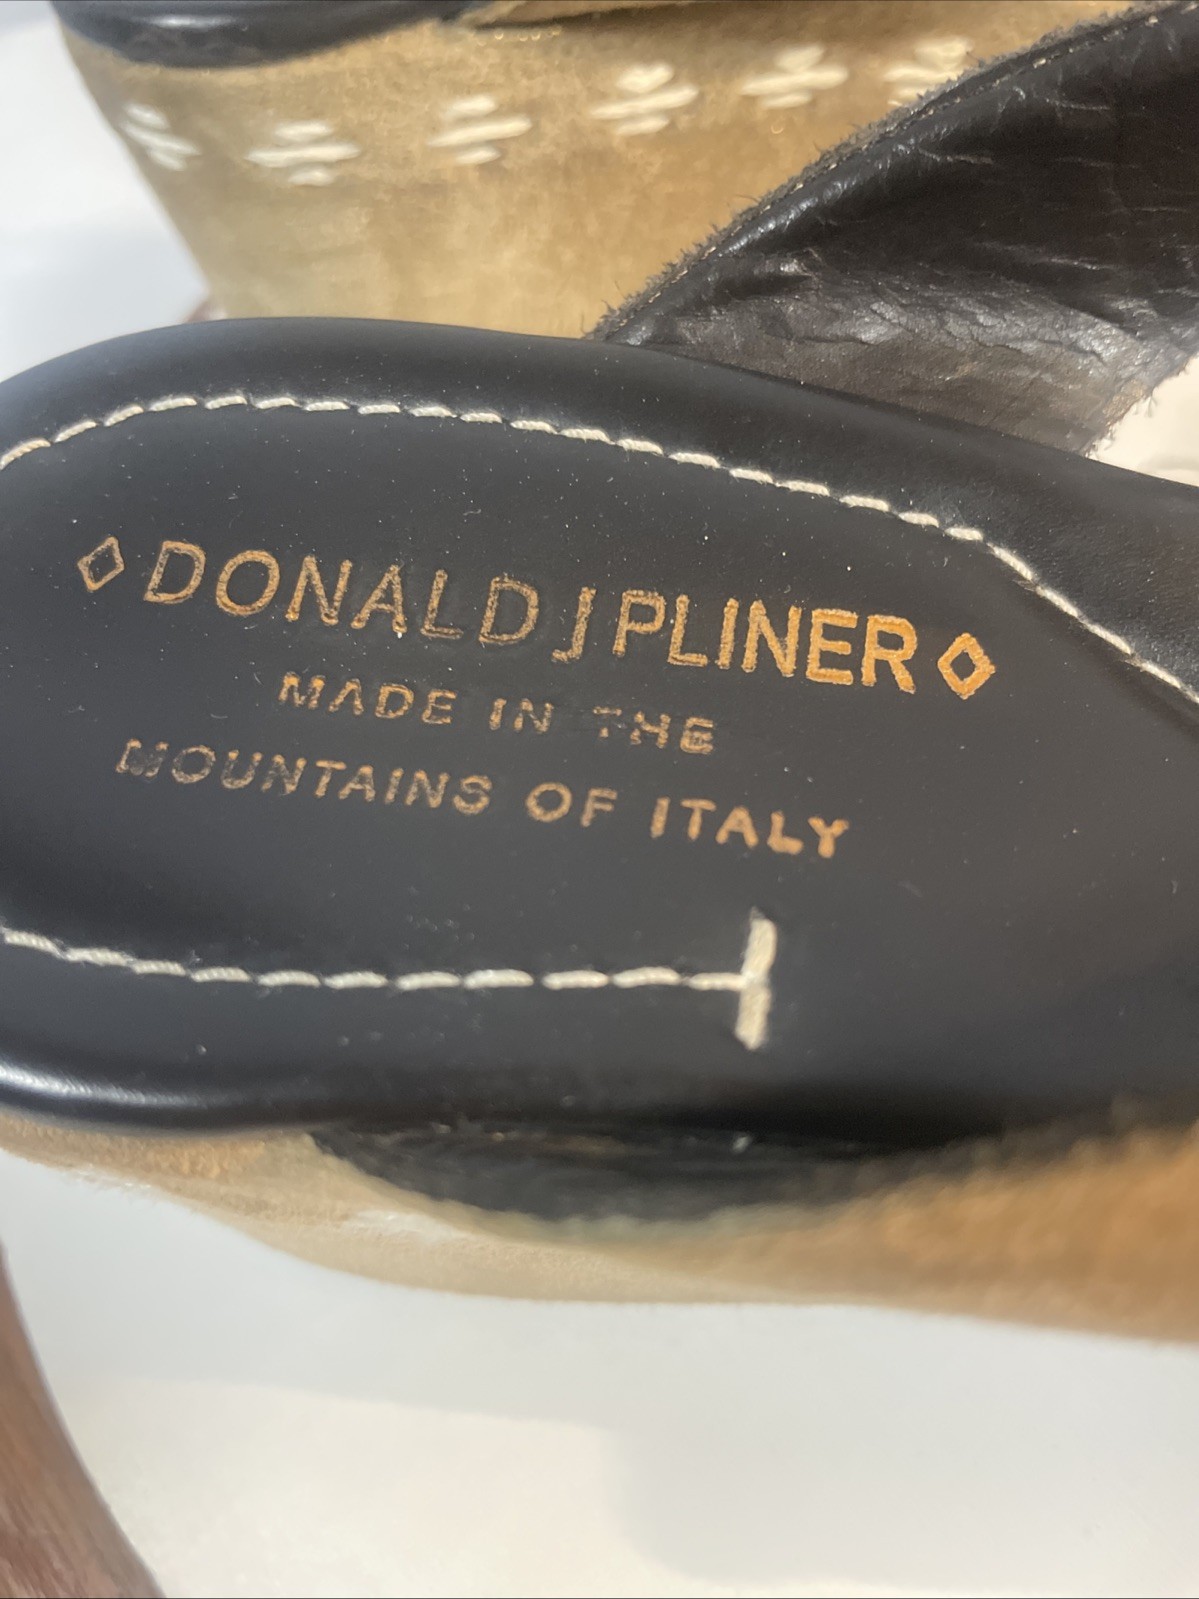 ◇DONALD J PLINER◇
MADE IN THE
MOUNTAINS OF ITALY